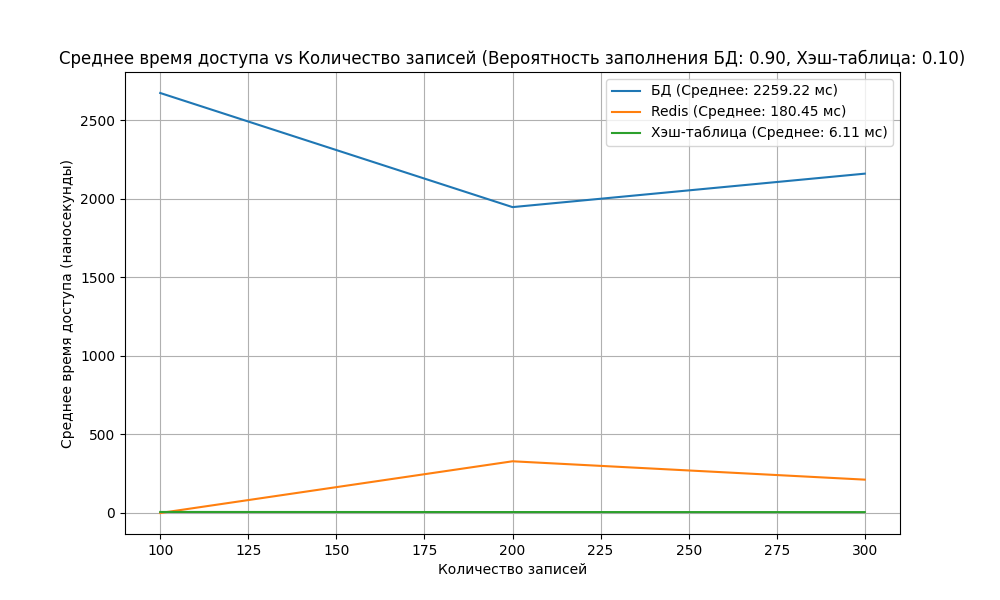 Среднее время доступа vs Количество записей (Вероятность заполнения БД: 0.90, Хэш-таблица: 0.10)
БД (Среднее: 2259.22 мс)
Redis (Среднее: 180.45 мс)
Хэш-таблица (Среднее: 6.11 мс)
Среднее время доступа (наносекунды)
2500
2000
1500
1000
500
0
100 125 150 175 200 225 250 275 300
Количество записей